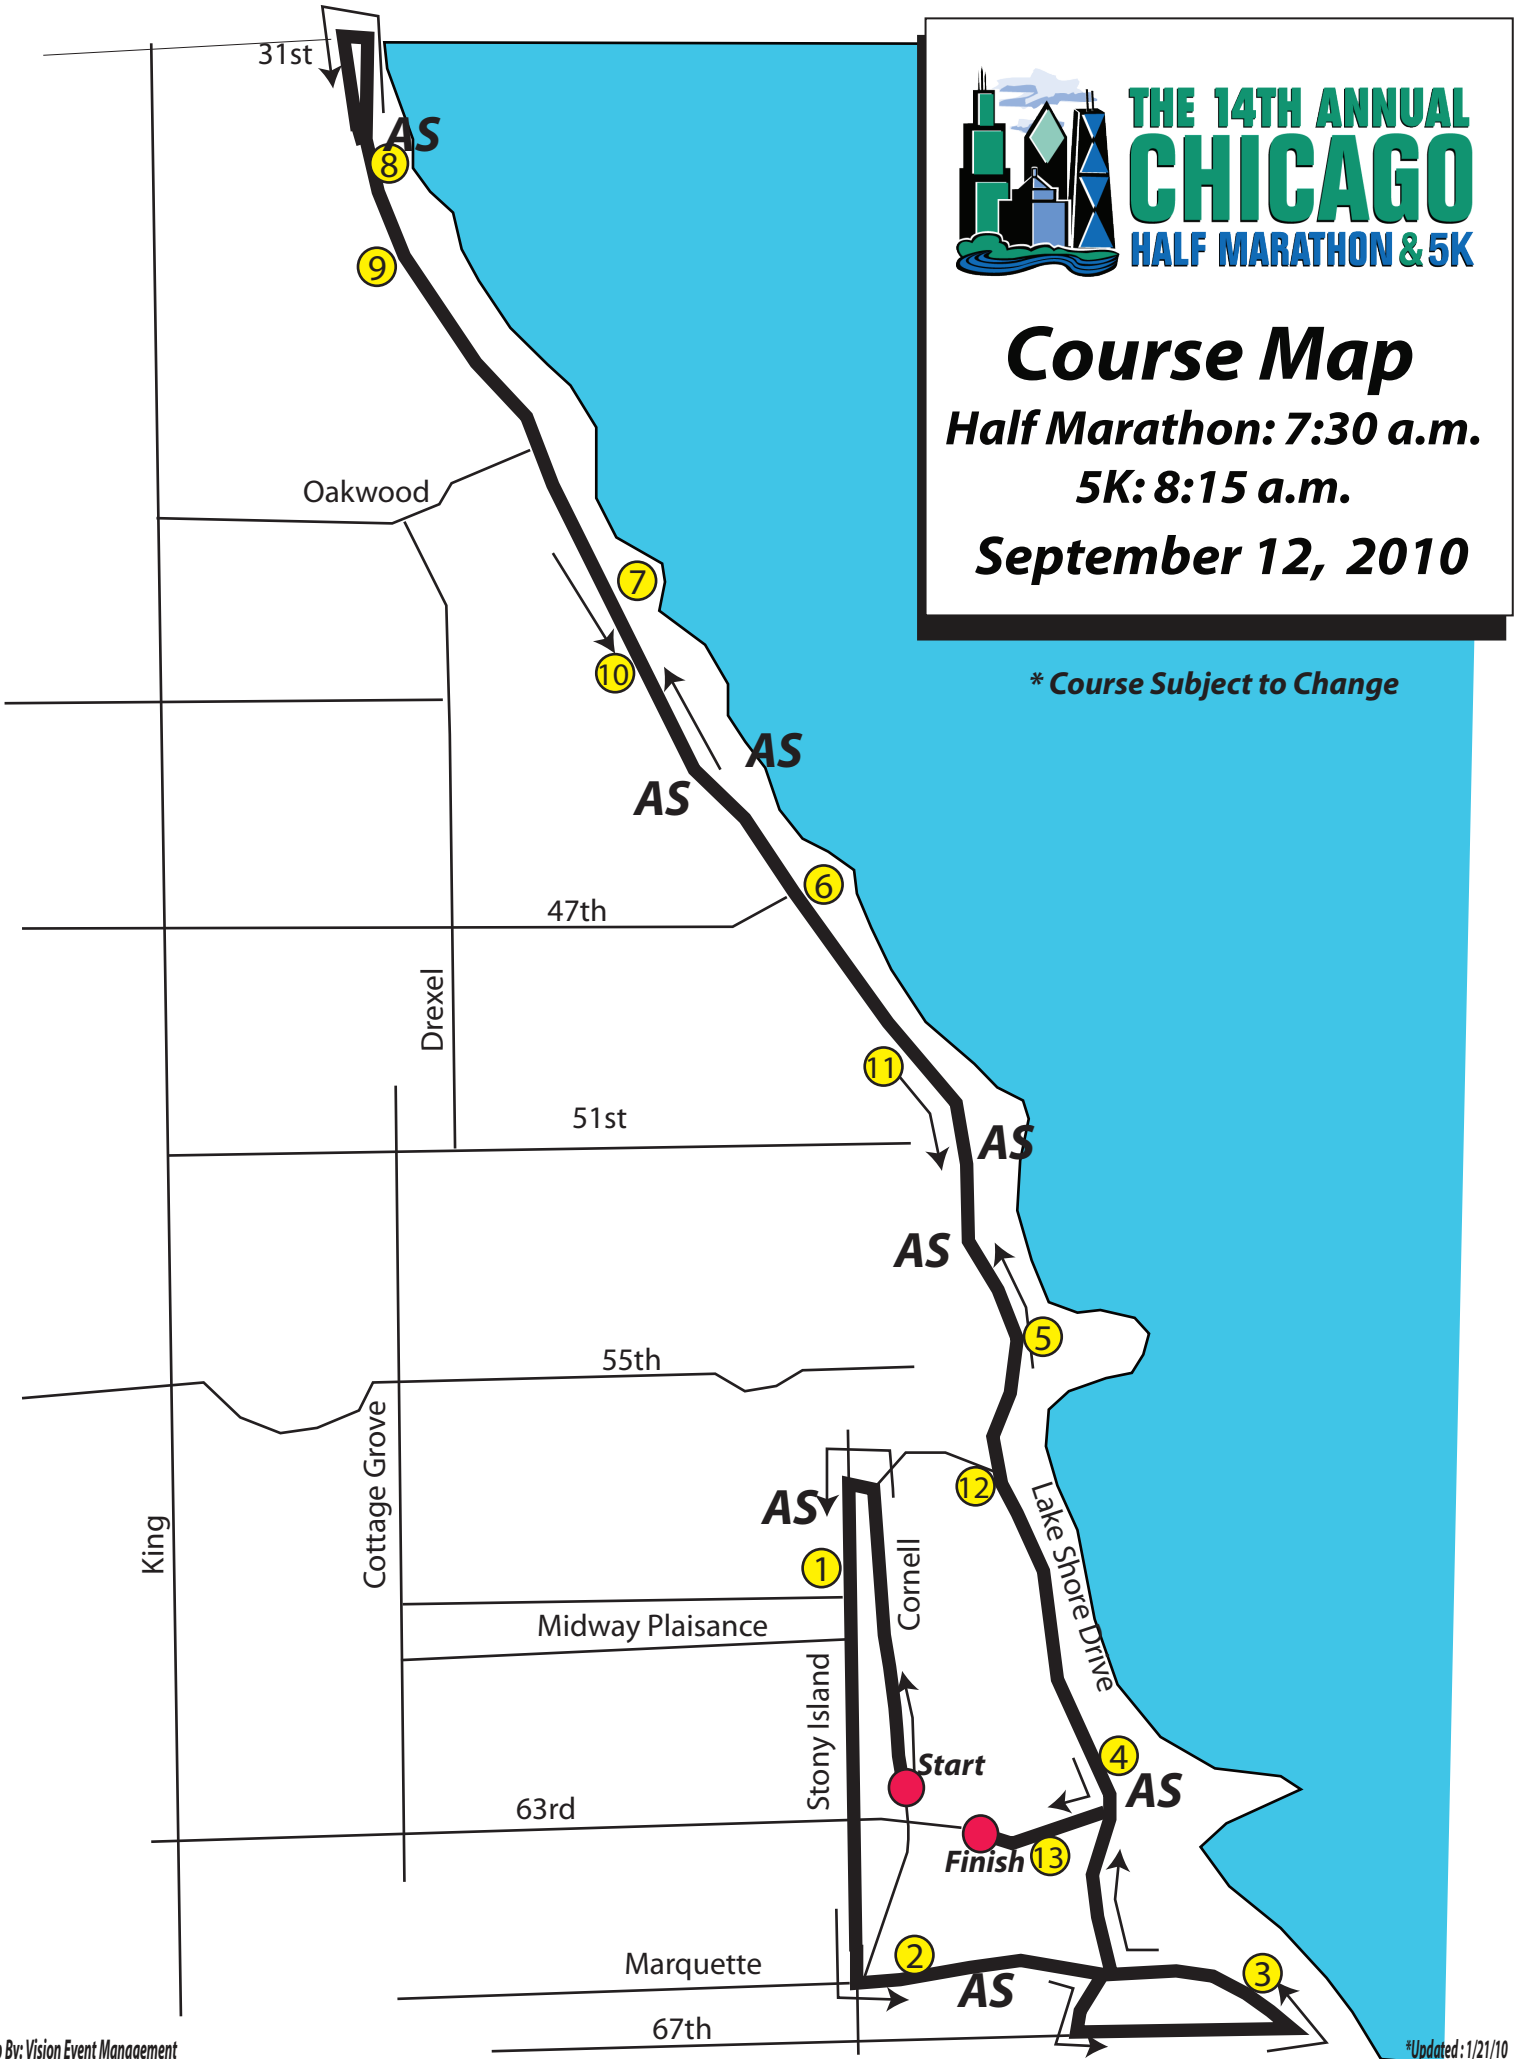 THE 14TH ANNUAL
CHICAGO
HALF MARATHON & 5K
Course Map
Half Marathon: 7:30 a.m.
5K: 8:15 a.m.
September 12, 2010
* Course Subject to Change
31st
AS
8
9
Oakwood
7
10
AS
AS
6
47th
Drexel
11
51st
AS
AS
5
55th
Cottage Grove
King
12
AS
Lake Shore Drive
1
Cornell
Midway Plaisance
Stony Island
4
Start
AS
63rd
Finish
13
2
Marquette
AS
3
67th
By: Vision Event Management
*Updated : 1/21/10